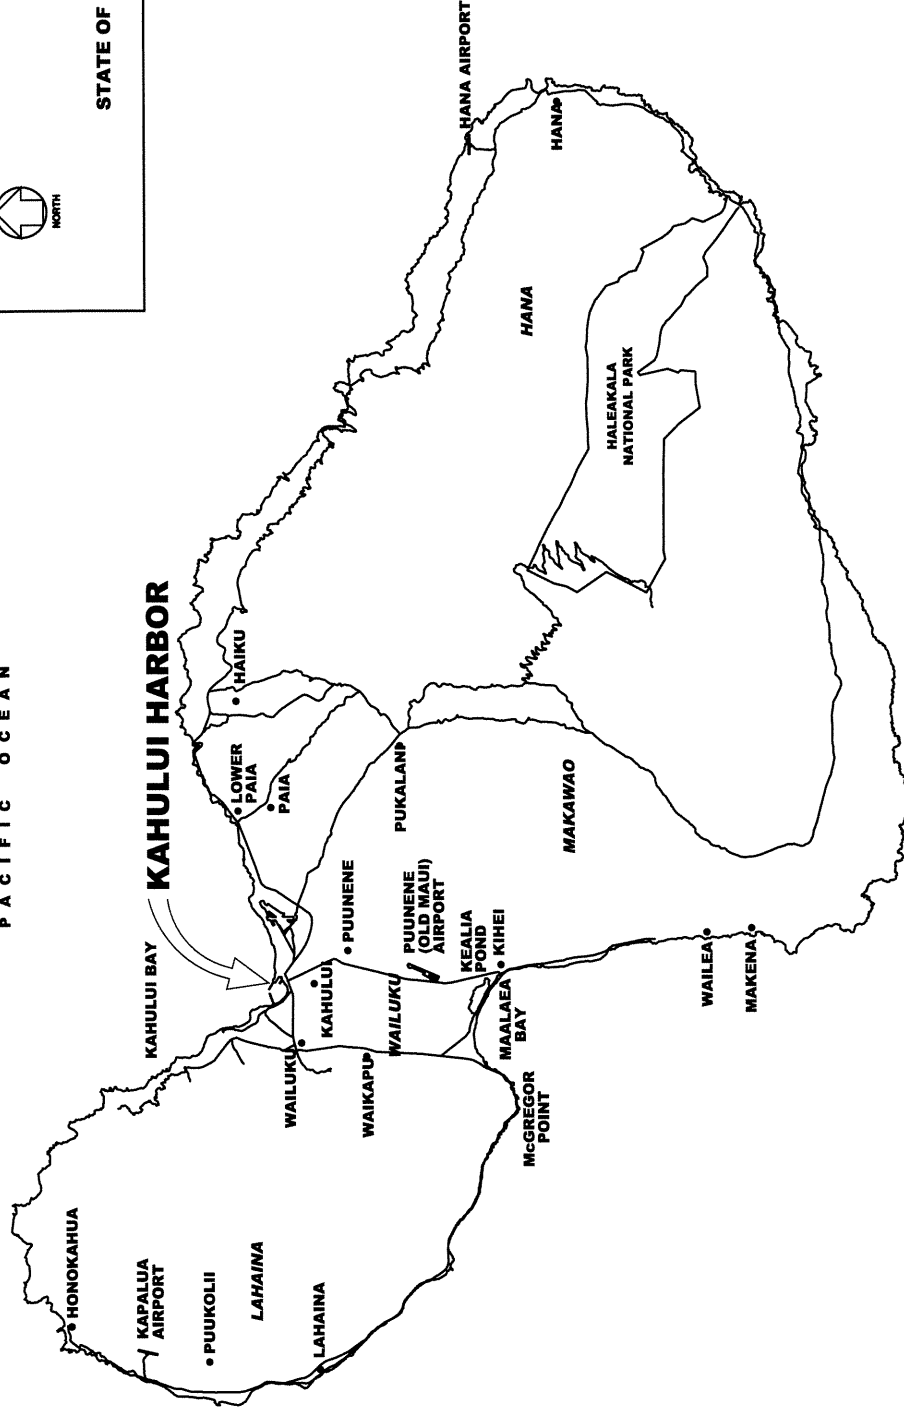 STATE OF
NORTH
PACIFIC OCEAN
KAHULUI HARBOR
KAHULUI BAY
HONOKAHUA
KAPALUA
AIRPORT
PUUKOLII
LAHAINA
LAHAINA
WAILUKU
KAHULUI
WAIKAPU
WAILUKU
PUUNENE
PUUNENE
(OLD MAUI)
AIRPORT
KEALIA
POND
KIHEI
MAALAEA
BAY
McGREGOR
POINT
LOWER
PAIA
PAIA
HAIKU
PUKALANI
MAKAWAO
WAILEA
MAKENA
HALEAKALA
NATIONAL PARK
HANA
HANA
HANA AIRPORT